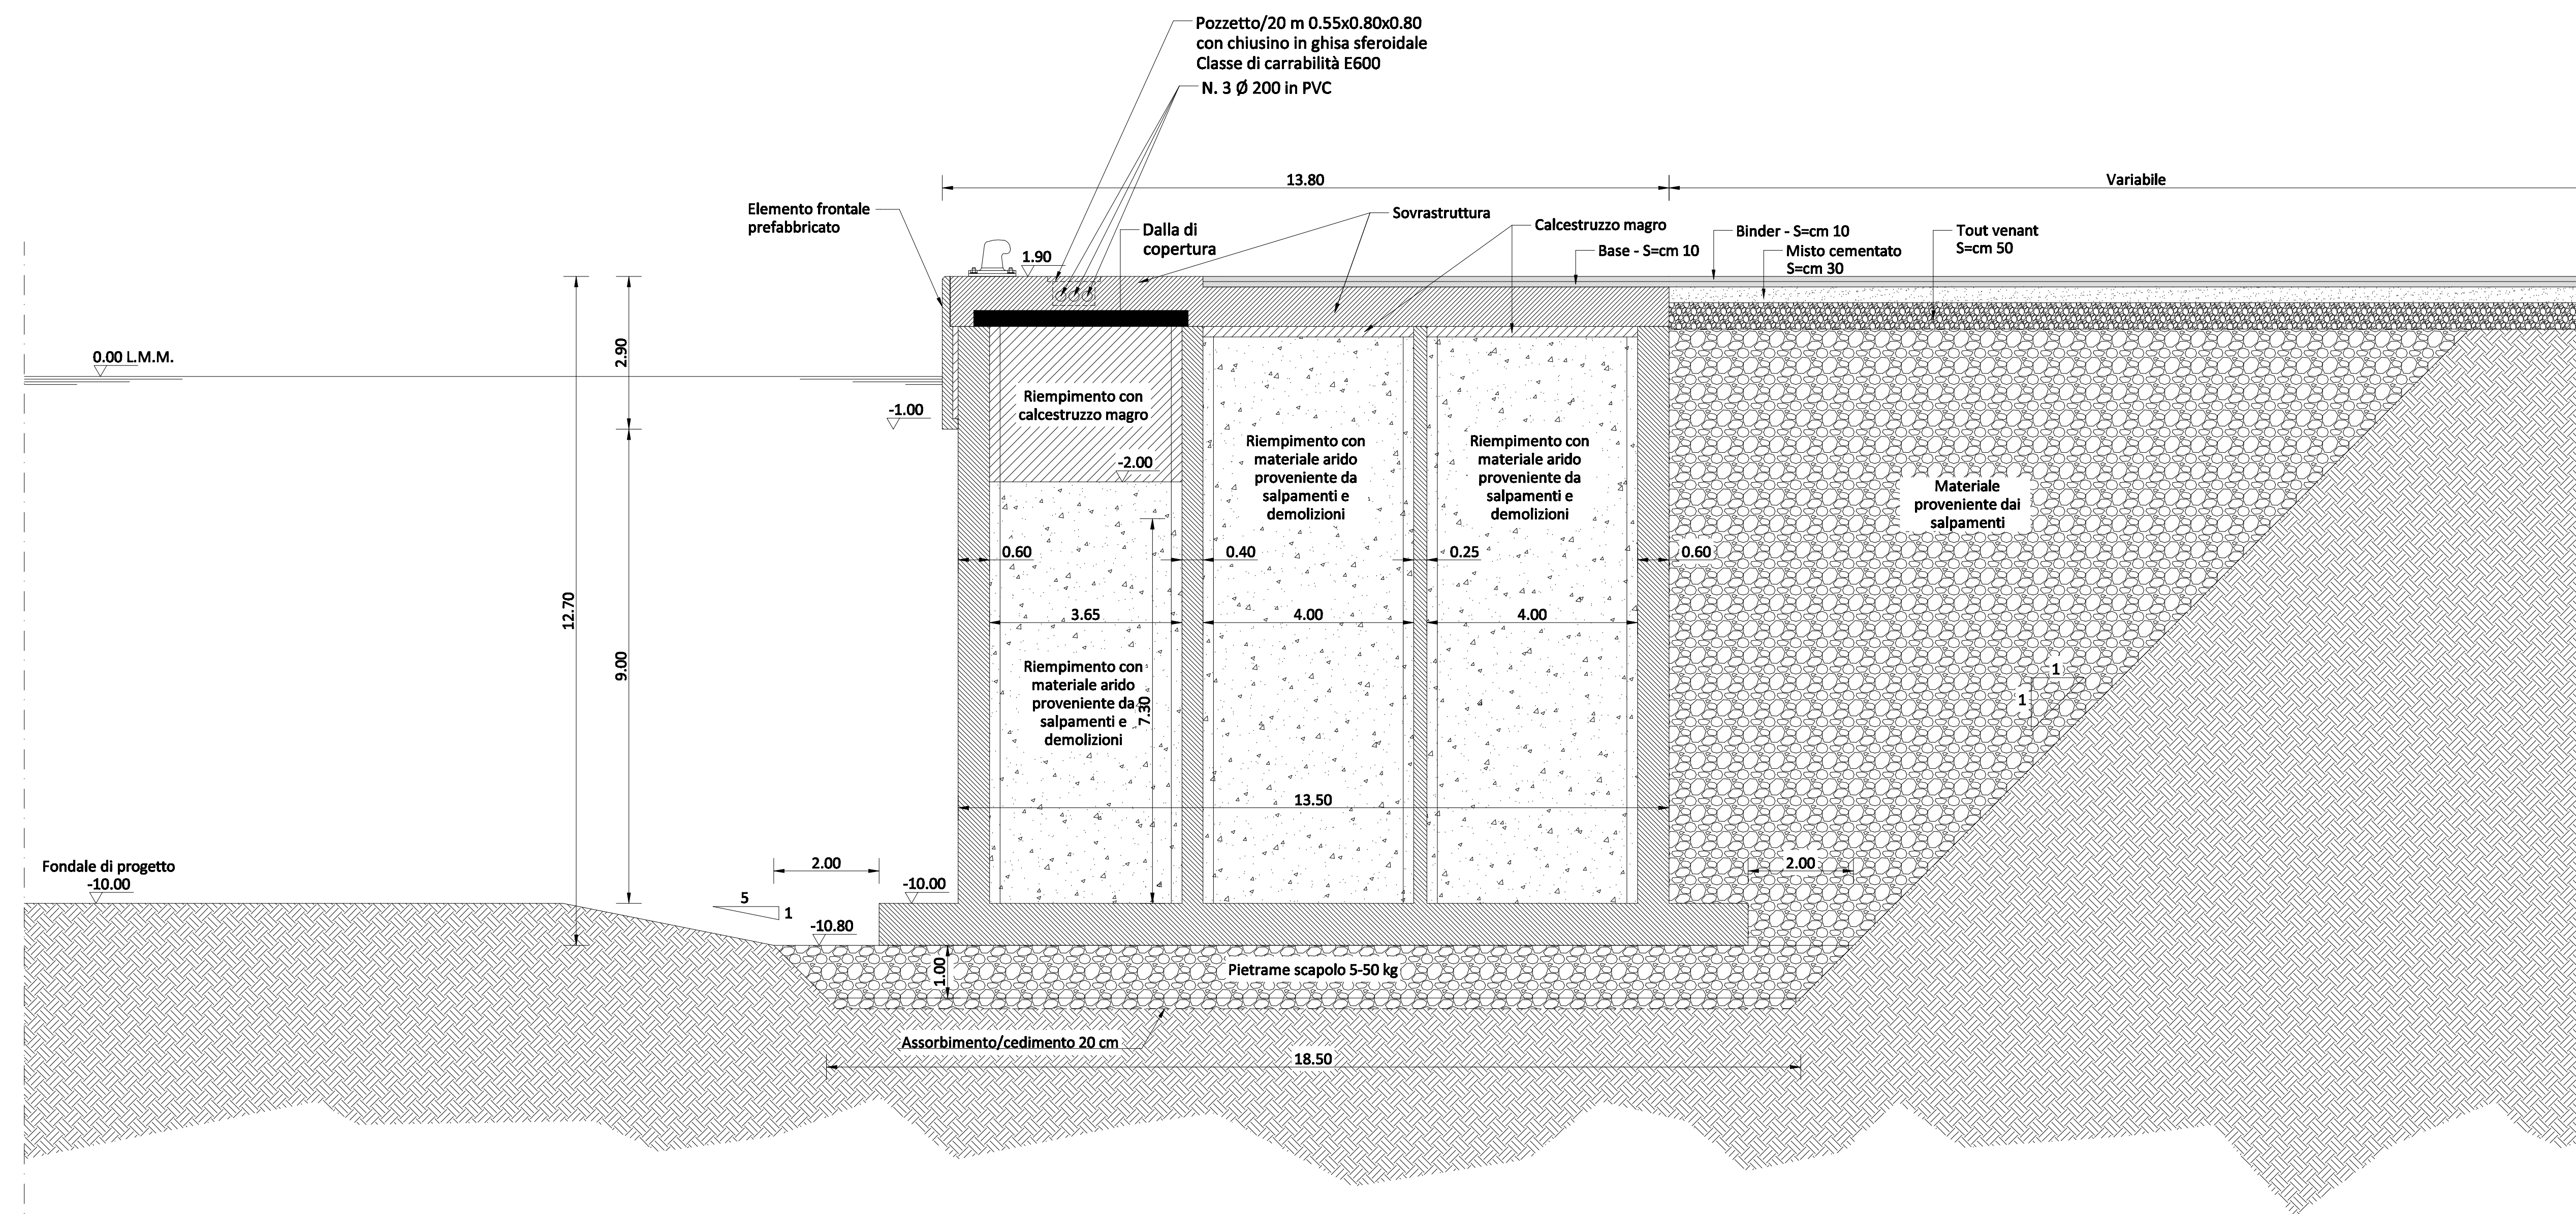 Pozzetto/20 m 0.55x0.80x0.80
con chiusino in ghisa sferoidale
Classe di carrabilità E600
N. 3 Ø 200 in PVC
13.80
Variabile
Elemento frontale
prefabbricato
Sovrastruttura
Dalla di
copertura
Calcestruzzo magro
Base - S=cm 10
Binder - S=cm 10
Misto cementato
S=cm 30
Tout venant
S=cm 50
1.90
0.00 L.M.M.
2.90
-1.00
Riempimento con
calcestruzzo magro
-2.00
Riempimento con
materiale arido
proveniente da
salpamenti e
demolizioni
Riempimento con
materiale arido
proveniente da
salpamenti e
demolizioni
Materiale
proveniente dai
salpamenti
0.60
0.40
0.25
0.60
12.70
9.00
3.65
4.00
4.00
Riempimento con
materiale arido
proveniente da
salpamenti e
demolizioni
7.30
1
1
13.50
Fondale di progetto
-10.00
2.00
-10.00
2.00
5
1
-10.80
1.00
Pietrame scapolo 5-50 kg
Assorbimento/cedimento 20 cm
18.50